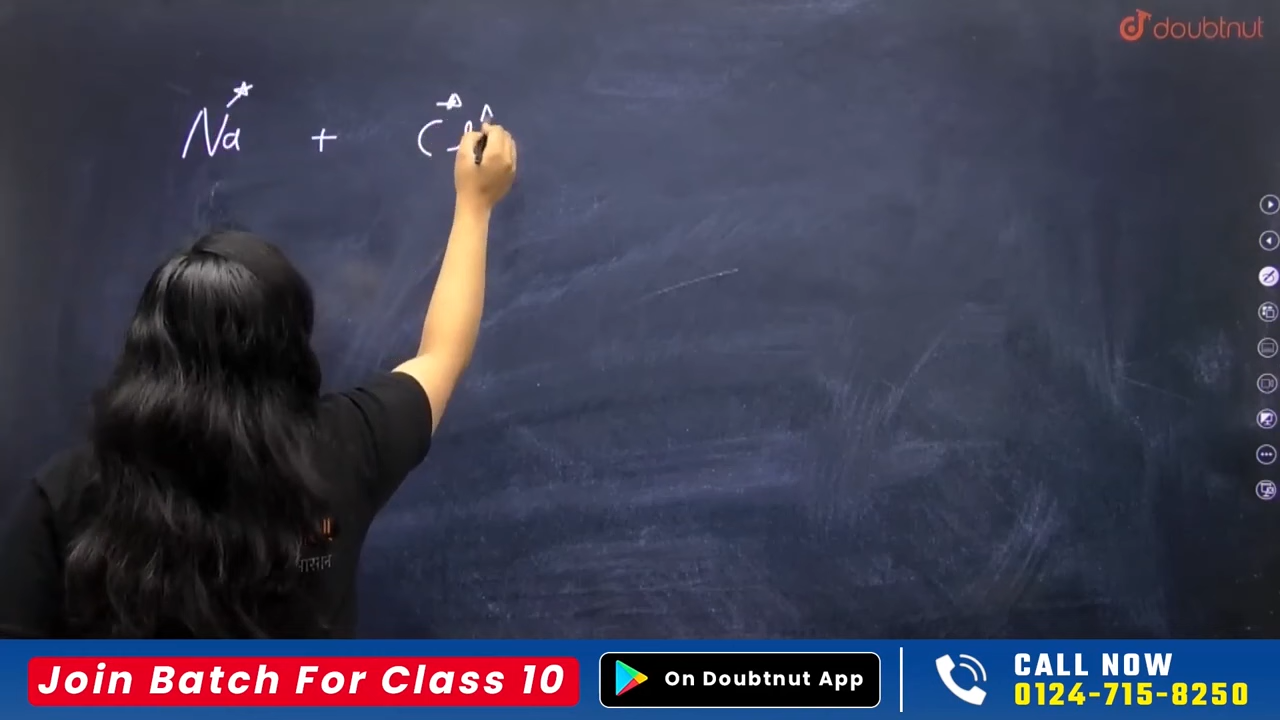 doubtnut
Na + Cl
Join Batch For Class 10
On Doubtnut App
CALL NOW
0124-715-8250